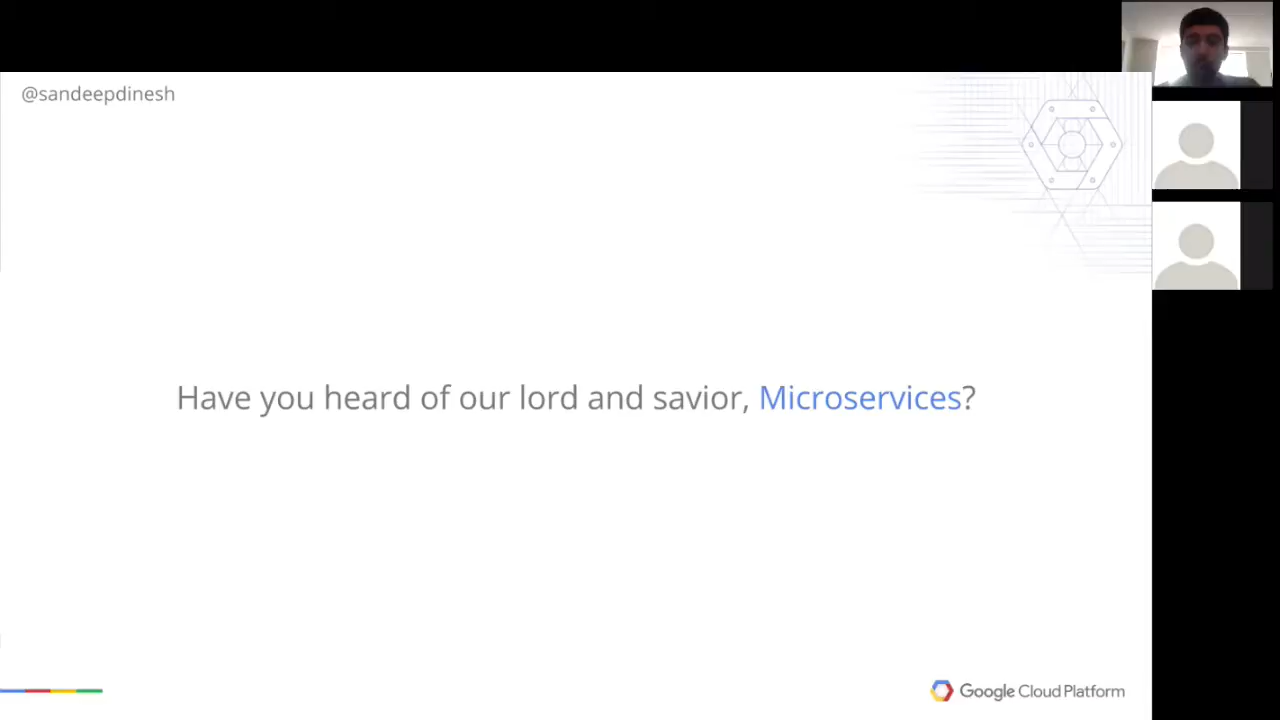 @sandeepdinesh
Have you heard of our lord and savior, Microservices?
Google Cloud Platform